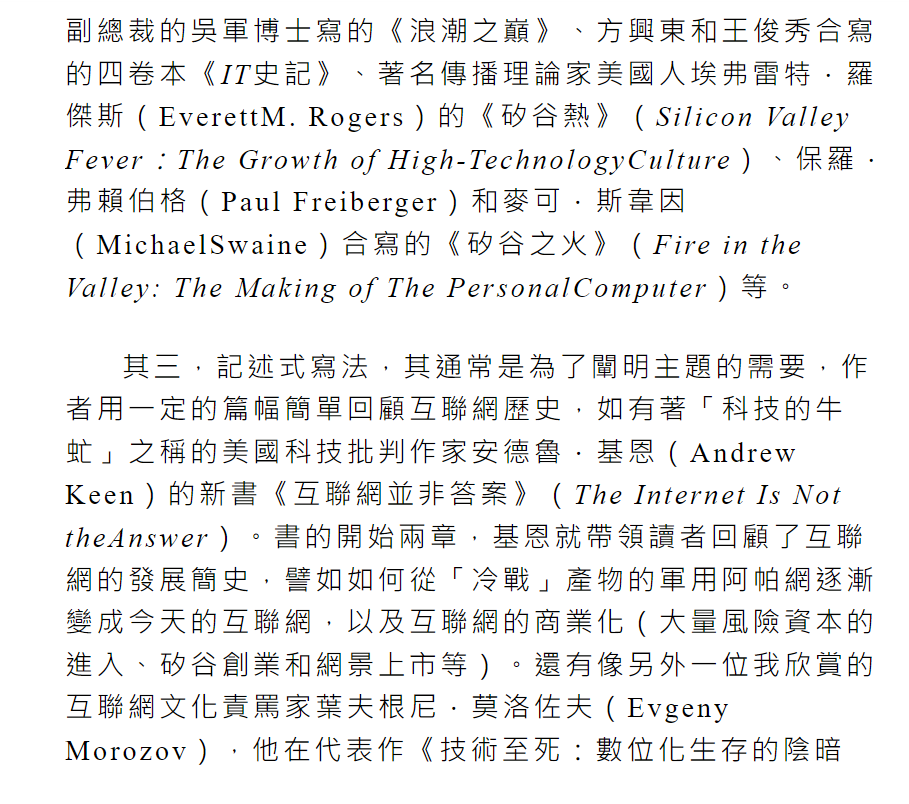 副總裁的吳軍博士寫的《浪潮之巔》、方興東和王俊秀合寫
的四卷本《IT史記》、著名傳播理論家美國人埃弗雷特．羅
傑斯（EverettM. Rogers）的《矽谷熱》（Silicon Valley
Fever：The Growth of High-TechnologyCulture）、保羅．
弗賴伯格（Paul Freiberger）和麥可．斯韋因
（MichaelSwaine）合寫的《矽谷之火》（Fire in the
Valley: The Making of The PersonalComputer）等。
其三，記述式寫法，其通常是為了闡明主題的需要，作
者用一定的篇幅簡單回顧互聯網歷史，如有著「科技的牛
虻」之稱的美國科技批判作家安德魯．基恩（Andrew
Keen）的新書《互聯網並非答案》（The Internet Is Not
theAnswer）。書的開始兩章，基恩就帶領讀者回顧了互聯
網的發展簡史，譬如如何從「冷戰」產物的軍用阿帕網逐漸
變成今天的互聯網，以及互聯網的商業化（大量風險資本的
進入、矽谷創業和網景上市等）。還有像另外一位我欣賞的
互聯網文化責罵家葉夫根尼．莫洛佐夫（Evgeny
Morozov），他在代表作《技術至死：數位化生存的陰暗